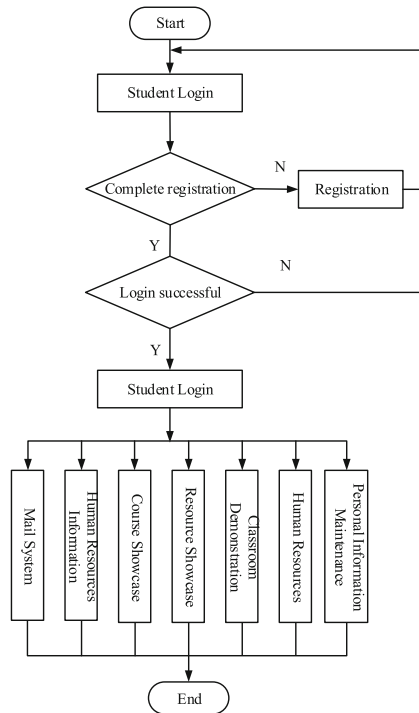 Start
Student Login
Complete registration
N
Registration
Y
Login successful
N
Y
Student Login
Mail System
Human Resources
Information
Course Showcase
Resource Showcase
Classroom
Demonstration
Human Resources
Personal Information
Maintenance
End